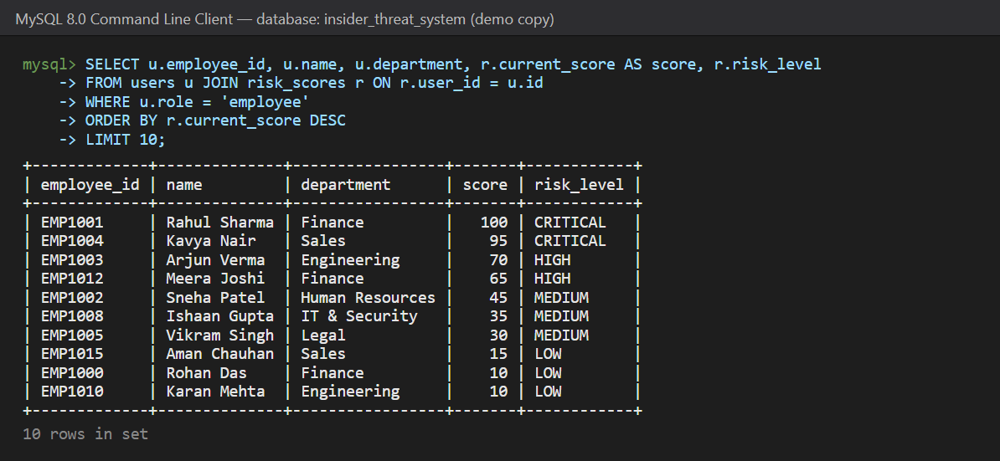 MySQL 8.0 Command Line Client — database: insider_threat_system (demo copy)
mysql> SELECT u.employee_id, u.name, u.department, r.current_score AS score, r.risk_level
    -> FROM users u JOIN risk_scores r ON r.user_id = u.id
    -> WHERE u.role = 'employee'
    -> ORDER BY r.current_score DESC
    -> LIMIT 10;
+-------------+--------------+-----------------+-------+------------+
| employee_id | name         | department      | score | risk_level |
+-------------+--------------+-----------------+-------+------------+
| EMP1001     | Rahul Sharma | Finance         |   100 | CRITICAL   |
| EMP1004     | Kavya Nair   | Sales           |    95 | CRITICAL   |
| EMP1003     | Arjun Verma  | Engineering     |    70 | HIGH       |
| EMP1012     | Meera Joshi  | Finance         |    65 | HIGH       |
| EMP1002     | Sneha Patel  | Human Resources |    45 | MEDIUM     |
| EMP1008     | Ishaan Gupta | IT & Security   |    35 | MEDIUM     |
| EMP1005     | Vikram Singh | Legal           |    30 | MEDIUM     |
| EMP1015     | Aman Chauhan | Sales           |    15 | LOW        |
| EMP1000     | Rohan Das    | Finance         |    10 | LOW        |
| EMP1010     | Karan Mehta  | Engineering     |    10 | LOW        |
+-------------+--------------+-----------------+-------+------------+
10 rows in set